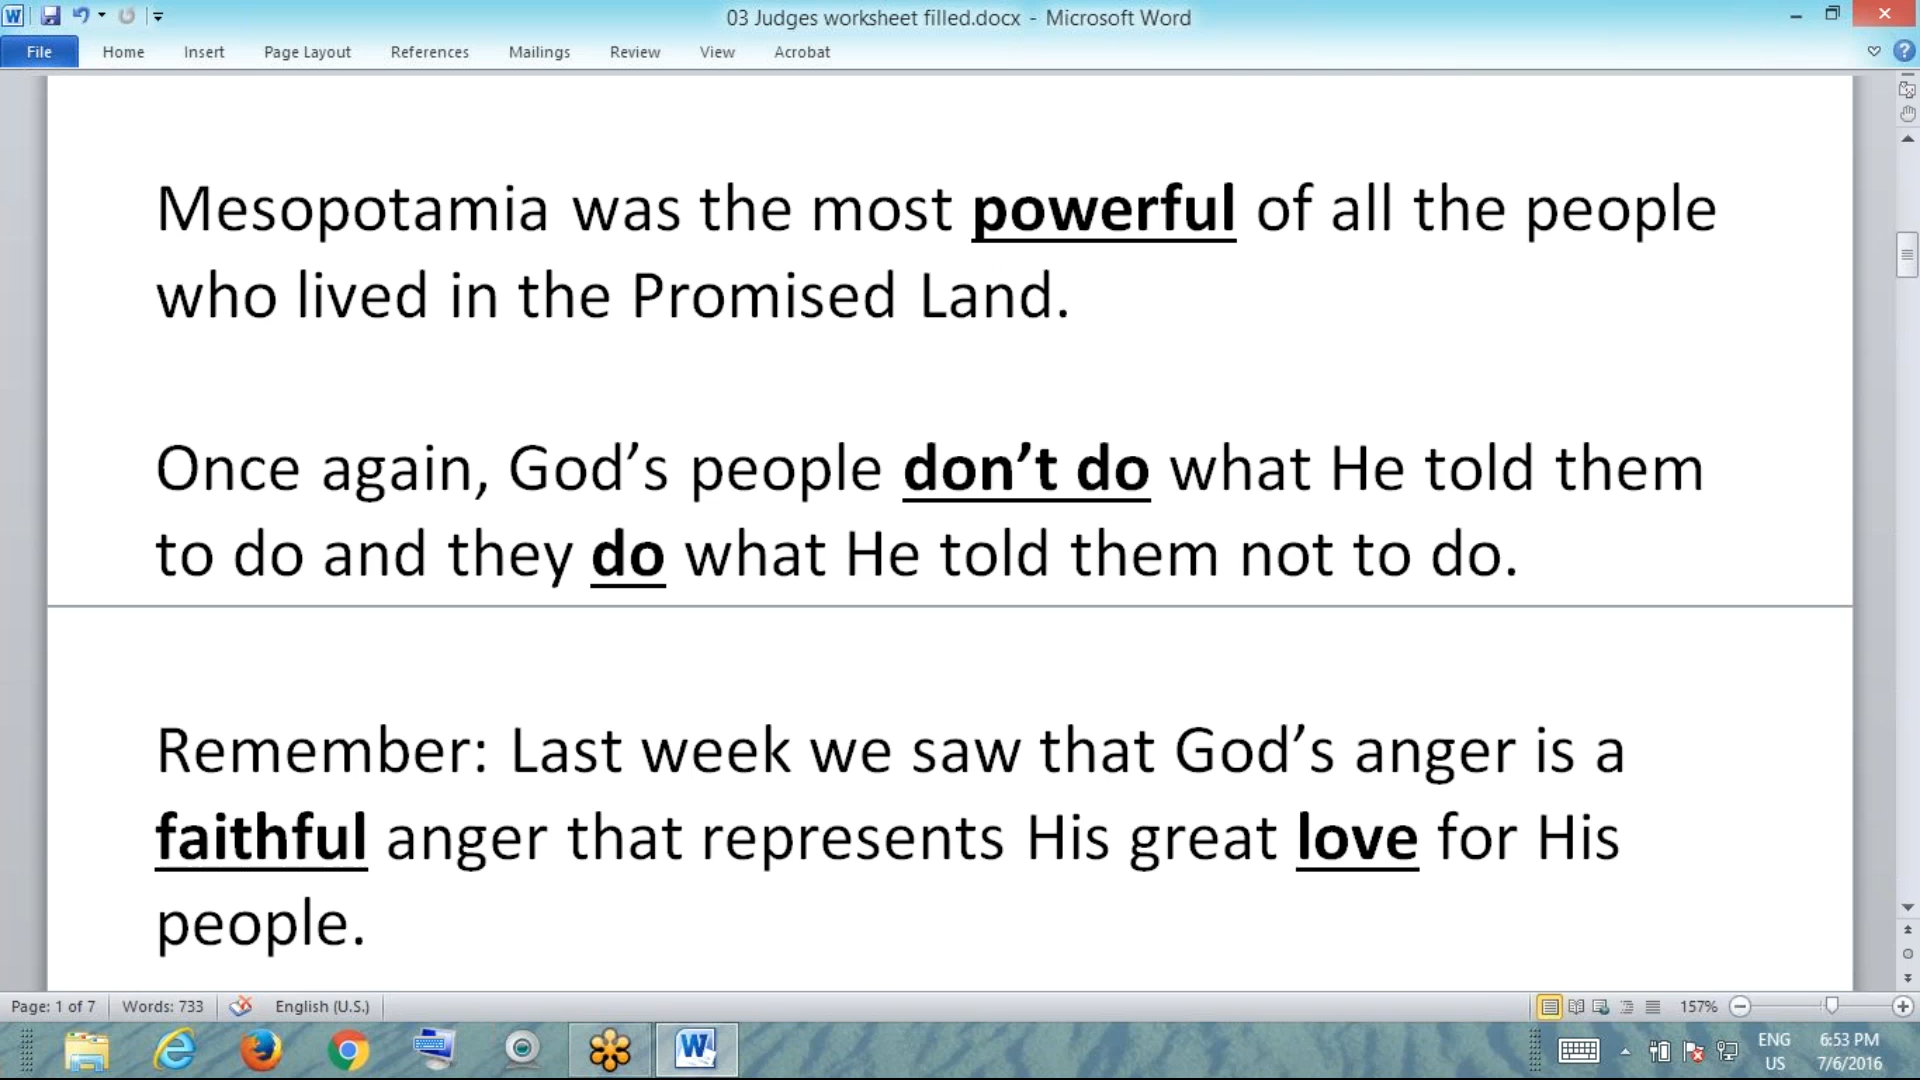 03 Judges worksheet filled.docx - Microsoft Word
File Home Insert Page Layout References Mailings Review View Acrobat
Mesopotamia was the most powerful of all the people
who lived in the Promised Land.
Once again, God’s people don’t do what He told them
to do and they do what He told them not to do.
Remember: Last week we saw that God’s anger is a
faithful anger that represents His great love for His
people.
Page: 1 of 7 Words: 733 English (U.S.) 157%
ENG 6:53 PM
US 7/6/2016